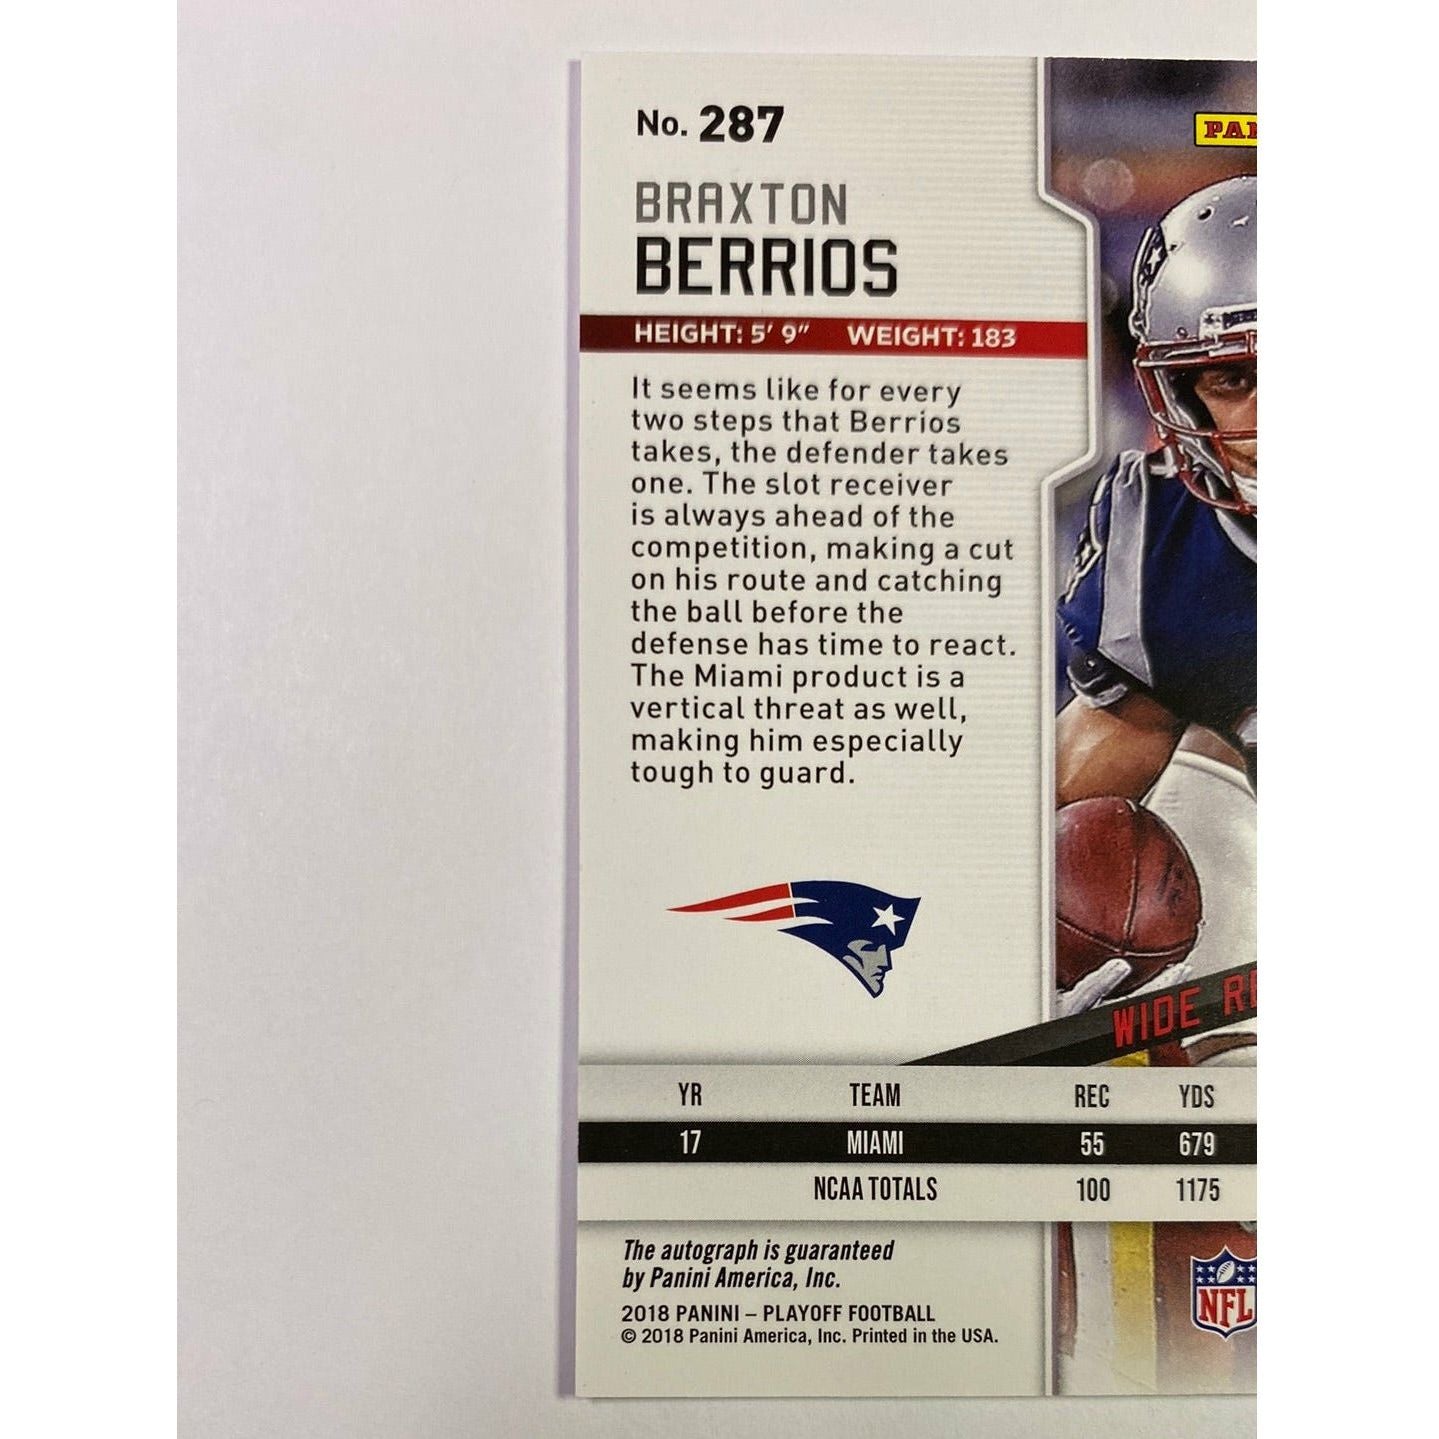 No. 287
PAN
BRAXTON
BERRIOS
HEIGHT: 5' 9" WEIGHT: 183
It seems like for every
two steps that Berrios
takes, the defender takes
one. The slot receiver
is always ahead of the
competition, making a cut
on his route and catching
the ball before the
defense has time to react.
The Miami product is a
vertical threat as well,
making him especially
tough to guard.
WIDE RE
YR TEAM REC YDS
17 MIAMI 55 679
NCAA TOTALS 100 1175
The autograph is guaranteed
by Panini America, Inc.
2018 PANINI – PLAYOFF FOOTBALL
© 2018 Panini America, Inc. Printed in the USA.
NFL